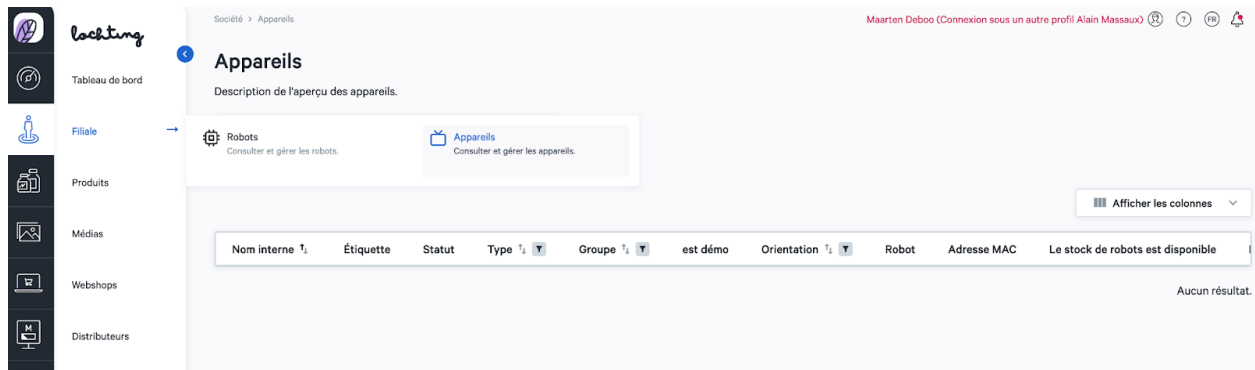 Société > Appareils
Maarten Deboo (Connexion sous un autre profil Alain Massaux)
?
FR
lochting
Appareils
Tableau de bord
Description de l'aperçu des appareils.
Filiale
Robots
Consulter et gérer les robots.
Appareils
Consulter et gérer les appareils.
Produits
Afficher les colonnes
Médias
Nom interne Étiquette Statut Type Groupe est démo Orientation Robot Adresse MAC Le stock de robots est disponible
Webshops
Aucun résultat.
M
Distributeurs